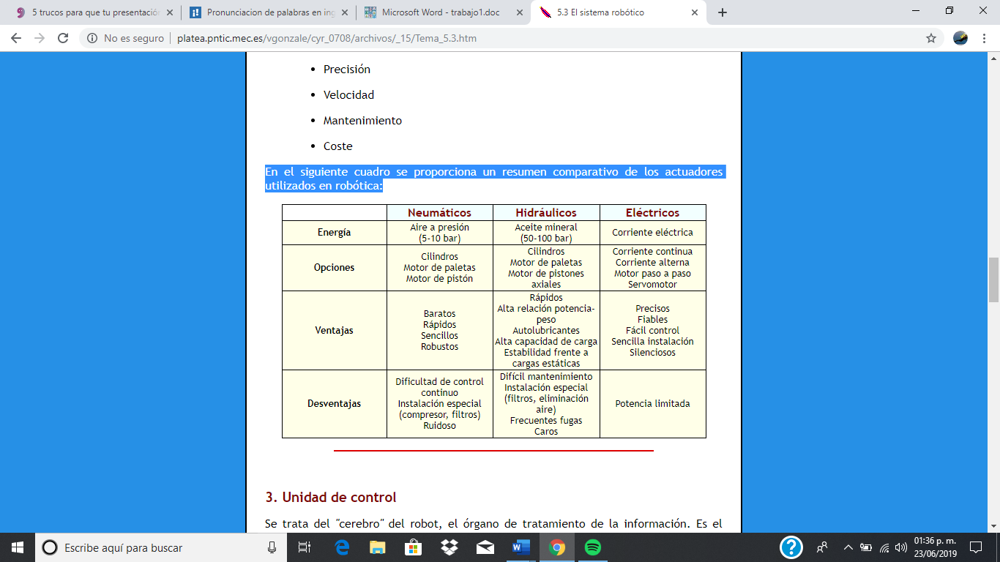 5 trucos para que tu presentación
Pronunciacion de palabras en ing
Microsoft Word - trabajo1.doc
5.3 El sistema robótico
No es seguro
platea.pntic.mec.es/vgonzale/cyr_0708/archivos/_15/Tema_5.3.htm
• Precisión
• Velocidad
• Mantenimiento
• Coste
En el siguiente cuadro se proporciona un resumen comparativo de los actuadores
utilizados en robótica:
Neumáticos Hidráulicos Eléctricos
Energía
Aire a presión
(5-10 bar)
Aceite mineral
(50-100 bar)
Corriente eléctrica
Opciones
Cilindros
Motor de paletas
Motor de pistón
Cilindros
Motor de paletas
Motor de pistones
axiales
Corriente continua
Corriente alterna
Motor paso a paso
Servomotor
Ventajas
Baratos
Rápidos
Sencillos
Robustos
Rápidos
Alta relación potencia-
peso
Autolubricantes
Alta capacidad de carga
Estabilidad frente a
cargas estáticas
Precisos
Fiables
Fácil control
Sencilla instalación
Silenciosos
Desventajas
Dificultad de control
continuo
Instalación especial
(compresor, filtros)
Ruidoso
Difícil mantenimiento
Instalación especial
(filtros, eliminación
aire)
Frecuentes fugas
Caros
Potencia limitada
3. Unidad de control
Se trata del "cerebro" del robot, el órgano de tratamiento de la información. Es el
Escribe aquí para buscar
01:36 p. m.
23/06/2019